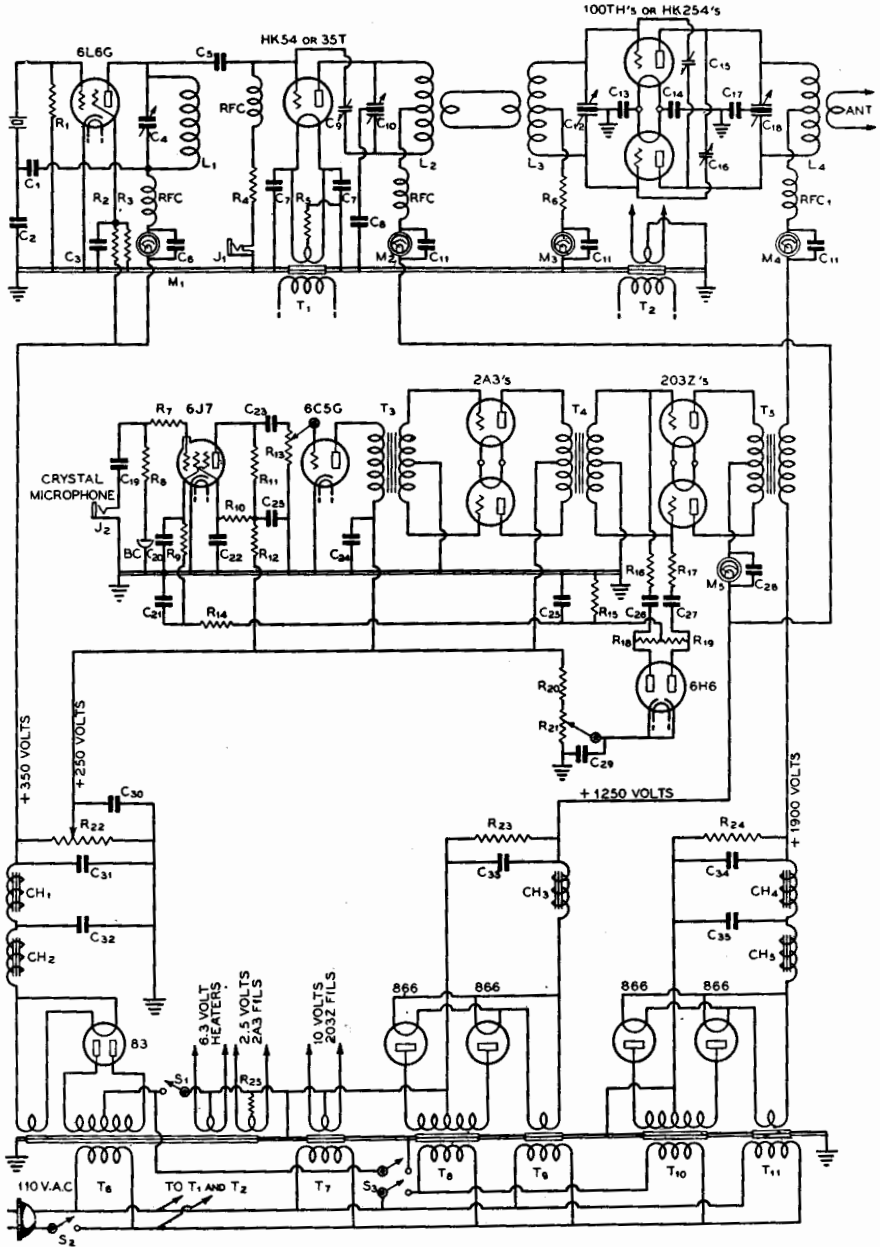 100TH's OR HK254's
HK54 OR 35T
6L6G
C5
R1
C4
L1
RFC
C9
C10
L2
C12
C13
C14
C15
C16
C17
C18
L3
L4
ANT
C1
C2
R2
R3
RFC
C3
C6
M1
R4
J1
C7
R5
C7
C8
RFC
M2
C11
R6
M3
C11
RFC1
M4
C11
T1
T2
2A3's
203Z's
R7
6J7
C23
6C5G
T3
T4
T5
R13
C19
R8
R11
CRYSTAL
MICROPHONE
J2
BC
C20
R9
R10
C25
C22
R12
C24
R16
R17
M5
C28
C21
R14
C25
R15
C26
C27
R18
R19
6H6
R20
R21
C29
+350 VOLTS
+250 VOLTS
+1250 VOLTS
+1900 VOLTS
C30
R22
C31
CH1
C32
CH2
R23
C33
CH3
R24
C34
CH4
C35
CH5
83
6.3 VOLT
HEATERS
2.5 VOLTS
2A3 FILS.
10 VOLTS
203Z FILS.
866
866
866
866
S1
R25
110 V.A.C
T6
TO T1 AND T2
T7
S3
T8
T9
T10
T11
S2